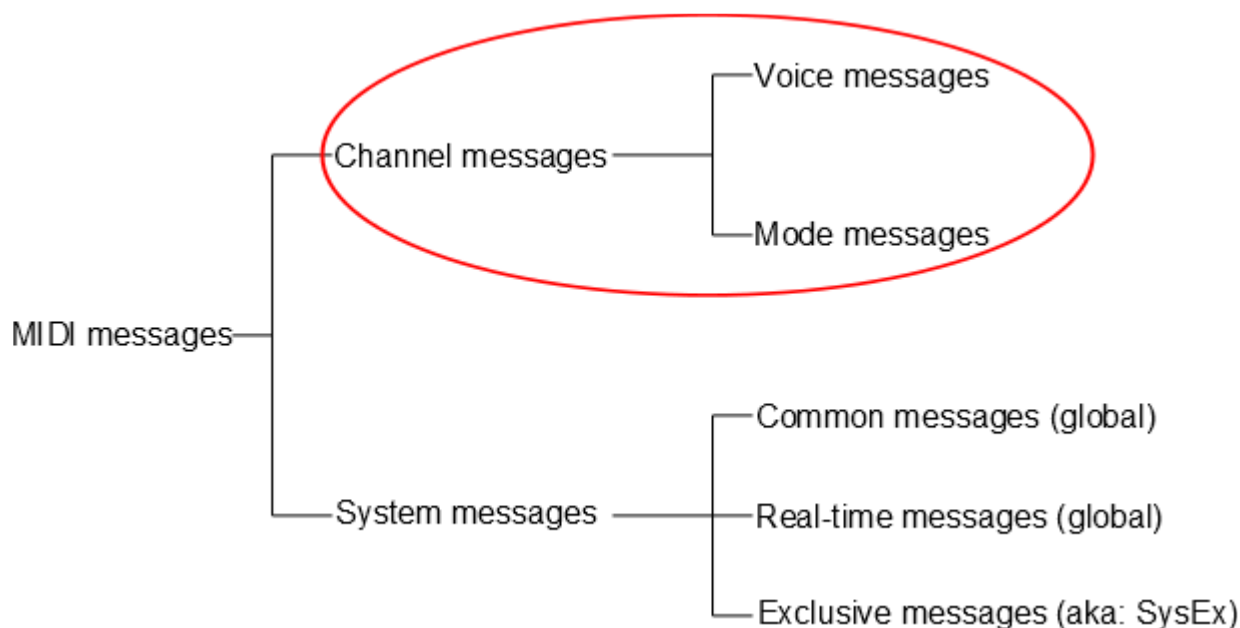 Voice messages
Channel messages
Mode messages
MIDI messages
Common messages (global)
System messages
Real-time messages (global)
Exclusive messages (aka: SysEx)